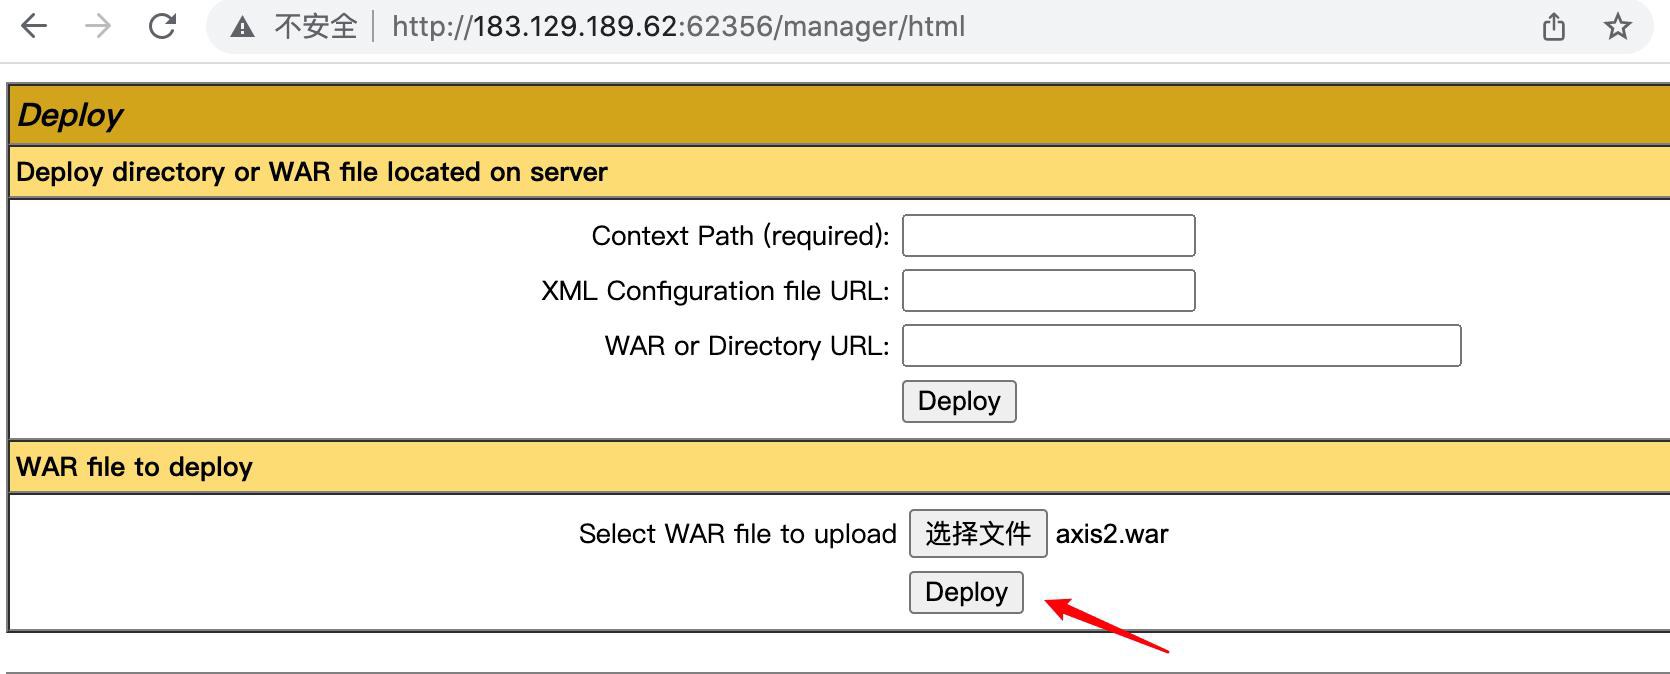 不安全 http://183.129.189.62:62356/manager/html
Deploy
Deploy directory or WAR file located on server
Context Path (required):
XML Configuration file URL:
WAR or Directory URL:
Deploy
WAR file to deploy
Select WAR file to upload 选择文件 axis2.war
Deploy